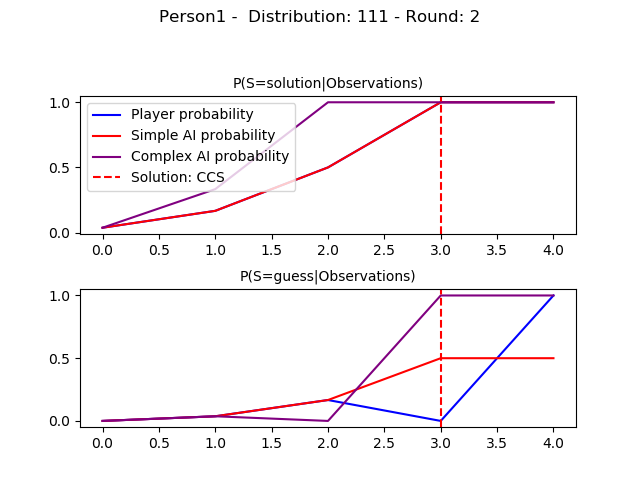 Person1 -  Distribution: 111 - Round: 2
P(S=solution|Observations)
1.0
0.5
0.0
Player probability
Simple AI probability
Complex AI probability
Solution: CCS
0.0 0.5 1.0 1.5 2.0 2.5 3.0 3.5 4.0
P(S=guess|Observations)
1.0
0.5
0.0
0.0 0.5 1.0 1.5 2.0 2.5 3.0 3.5 4.0